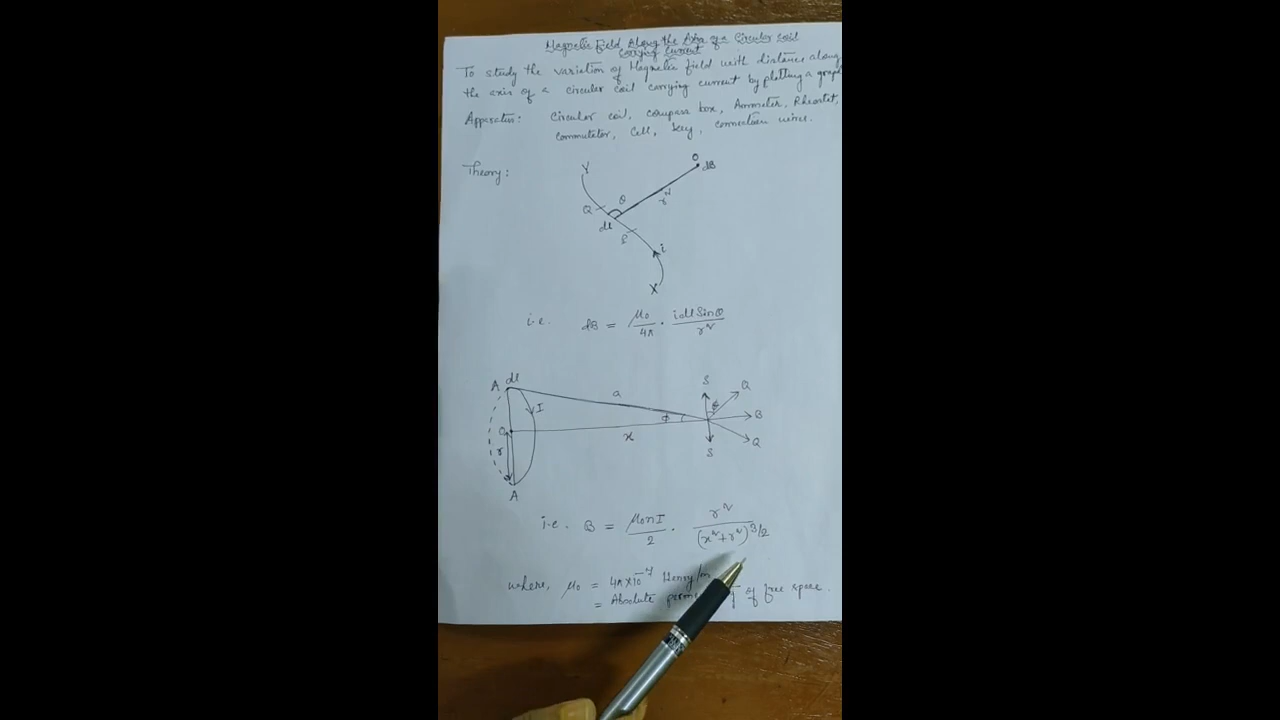 Magnetic Field Along the Axis of a Circular coil
Carrying Current
To study the variation of Magnetic field with distance along
the axis of a circular coil carrying current by plotting a graph
Apparatus: Circular coil, compass box, Ammeter, Rheostat,
Commutator, Cell, Key, connection wires.
Theory:
Y
O
dB
θ
r²
Q
dl
S
i
X
i.e. dB = μ₀/4π · idl Sinθ/r²
A dl
a
I
S
Q
φ
φ
B
O
x
r
S
Q
A
i.e. B = μ₀nI/2 · r²/(x²+r²)^3/2
where, μ₀ = 4π×10⁻⁷ Henry/m
= Absolute of free space.